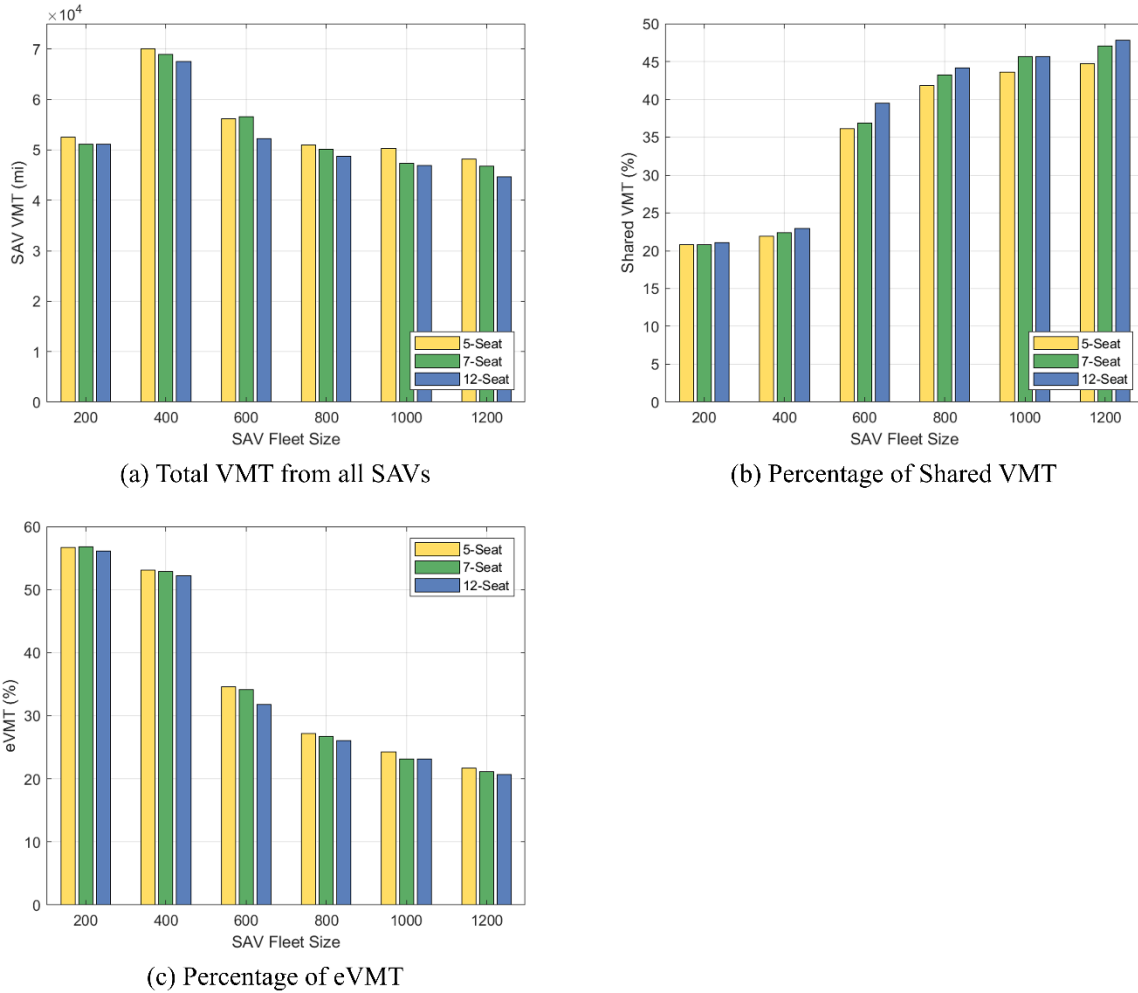 × 10⁴
7
6
5
4
3
2
1
0
SAV VMT (mi)
5-Seat
7-Seat
12-Seat
200 400 600 800 1000 1200
SAV Fleet Size
(a) Total VMT from all SAVs
50
45
40
35
30
25
20
15
10
5
0
Shared VMT (%)
5-Seat
7-Seat
12-Seat
200 400 600 800 1000 1200
SAV Fleet Size
(b) Percentage of Shared VMT
60
50
40
30
20
10
0
eVMT (%)
5-Seat
7-Seat
12-Seat
200 400 600 800 1000 1200
SAV Fleet Size
(c) Percentage of eVMT